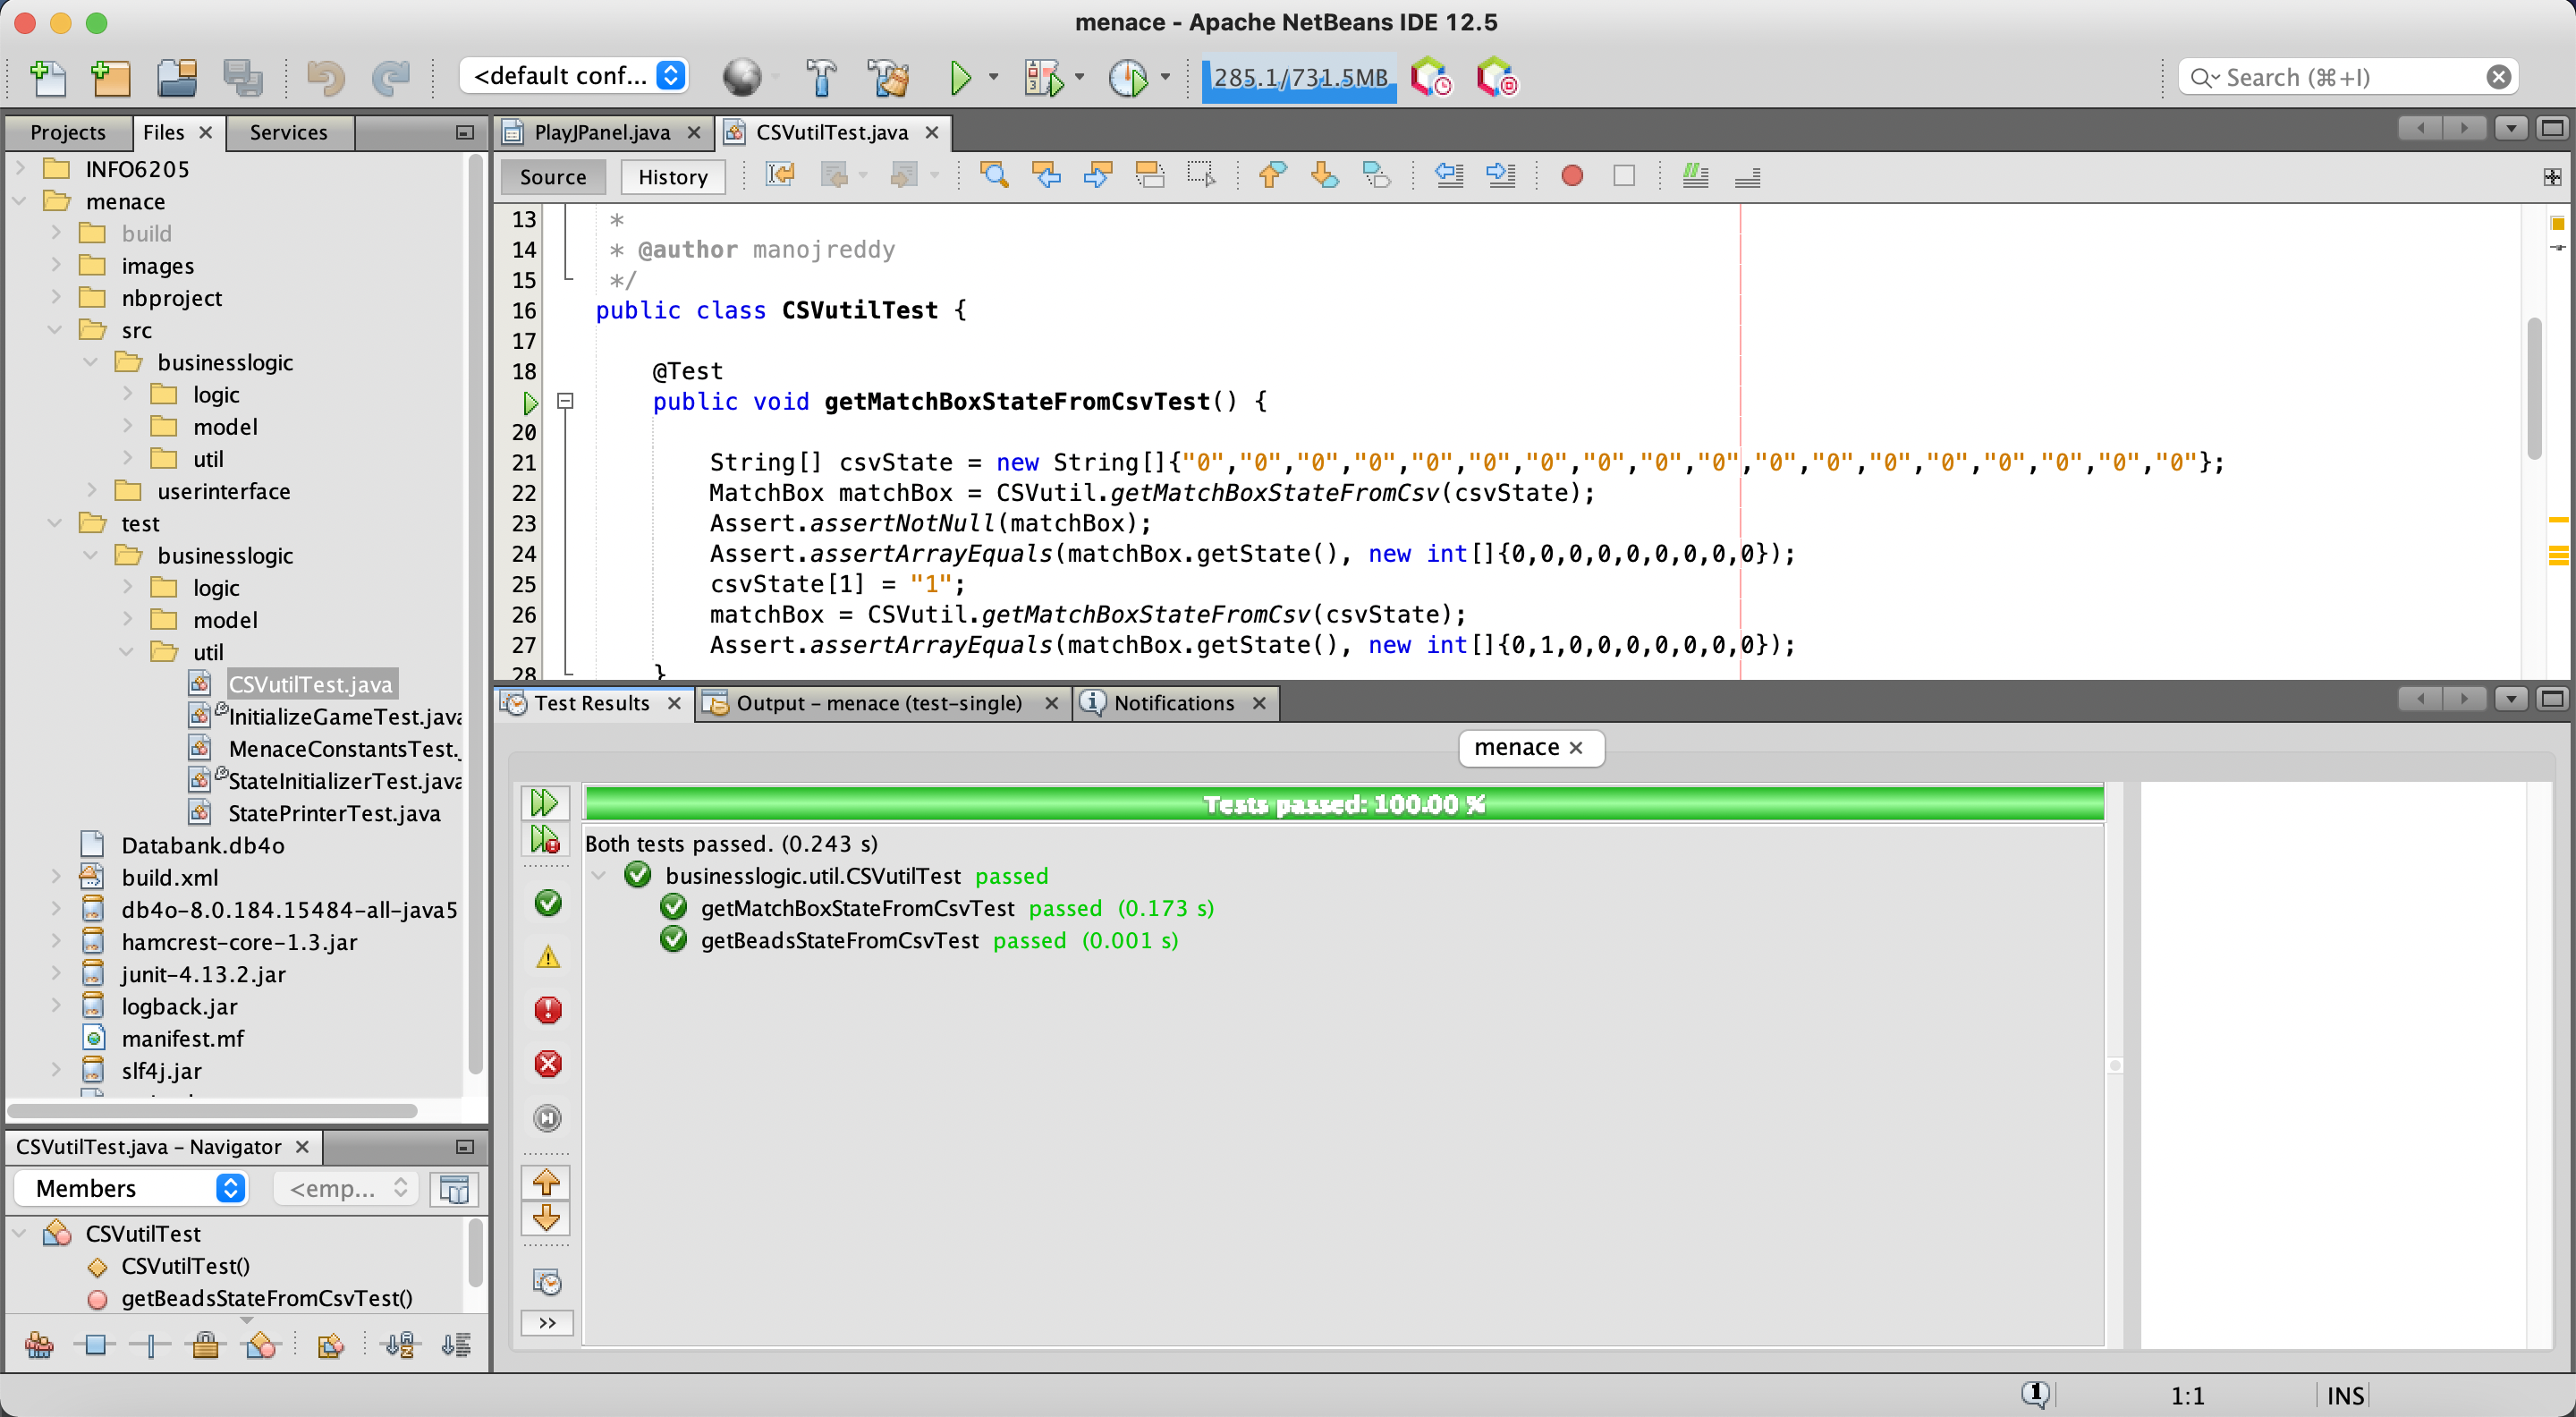 menace - Apache NetBeans IDE 12.5
<default conf...
285.1/731.5MB
Search (⌘+I)
Projects
Files
Services
INFO6205
menace
build
images
nbproject
src
businesslogic
logic
model
util
userinterface
test
businesslogic
logic
model
util
CSVutilTest.java
InitializeGameTest.java
MenaceConstantsTest.
StateInitializerTest.java
StatePrinterTest.java
Databank.db4o
build.xml
db4o-8.0.184.15484-all-java5
hamcrest-core-1.3.jar
junit-4.13.2.jar
logback.jar
manifest.mf
slf4j.jar
CSVutilTest.java - Navigator
Members
<emp...
CSVutilTest
CSVutilTest()
getBeadsStateFromCsvTest()
PlayJPanel.java
CSVutilTest.java
Source
History
13 *
14 * @author manojreddy
15 */
16 public class CSVutilTest {
17
18 @Test
public void getMatchBoxStateFromCsvTest() {
20
21 String[] csvState = new String[]{"0","0","0","0","0","0","0","0","0","0","0","0","0","0","0","0","0","0"};
22 MatchBox matchBox = CSVutil.getMatchBoxStateFromCsv(csvState);
23 Assert.assertNotNull(matchBox);
24 Assert.assertArrayEquals(matchBox.getState(), new int[]{0,0,0,0,0,0,0,0,0});
25 csvState[1] = "1";
26 matchBox = CSVutil.getMatchBoxStateFromCsv(csvState);
27 Assert.assertArrayEquals(matchBox.getState(), new int[]{0,1,0,0,0,0,0,0,0});
28 }
Test Results
Output - menace (test-single)
Notifications
menace
Tests passed: 100.00 %
Both tests passed. (0.243 s)
businesslogic.util.CSVutilTest passed
getMatchBoxStateFromCsvTest passed (0.173 s)
getBeadsStateFromCsvTest passed (0.001 s)
>>
1
1:1
INS